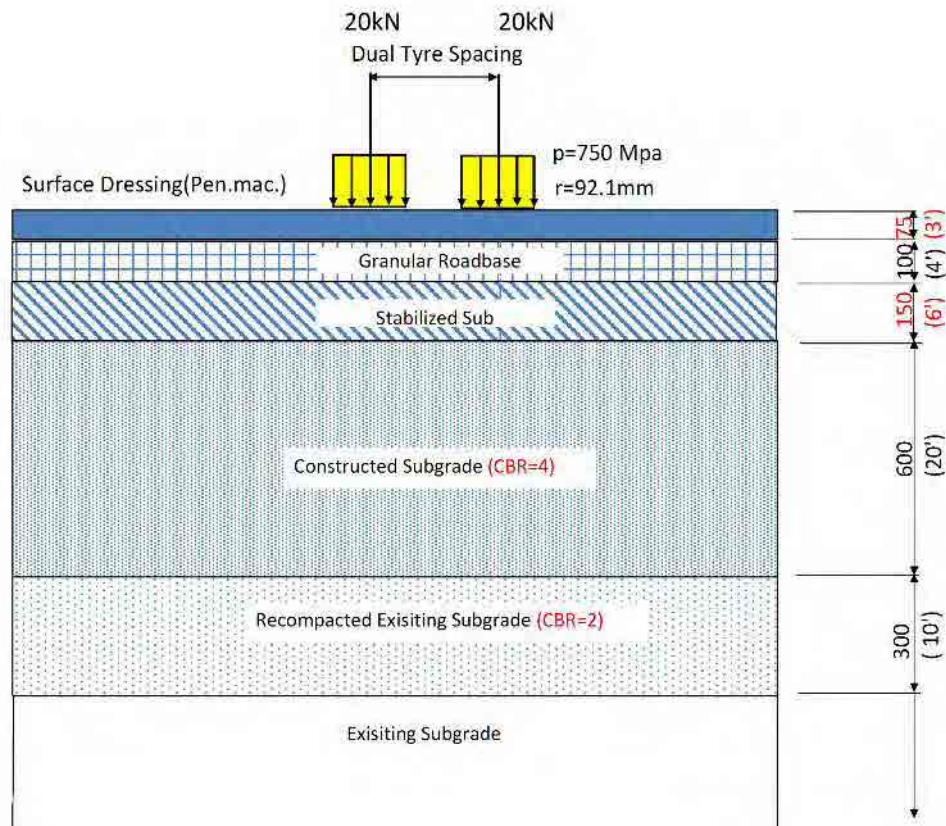 20kN 20kN
Dual Tyre Spacing
p=750 Mpa
r=92.1mm
Surface Dressing(Pen.mac.)
75
(3')
Granular Roadbase
100
(4')
Stabilized Sub
150
(6')
Constructed Subgrade (CBR=4)
600
(20')
Recompacted Exisiting Subgrade (CBR=2)
300
( 10')
Exisiting Subgrade